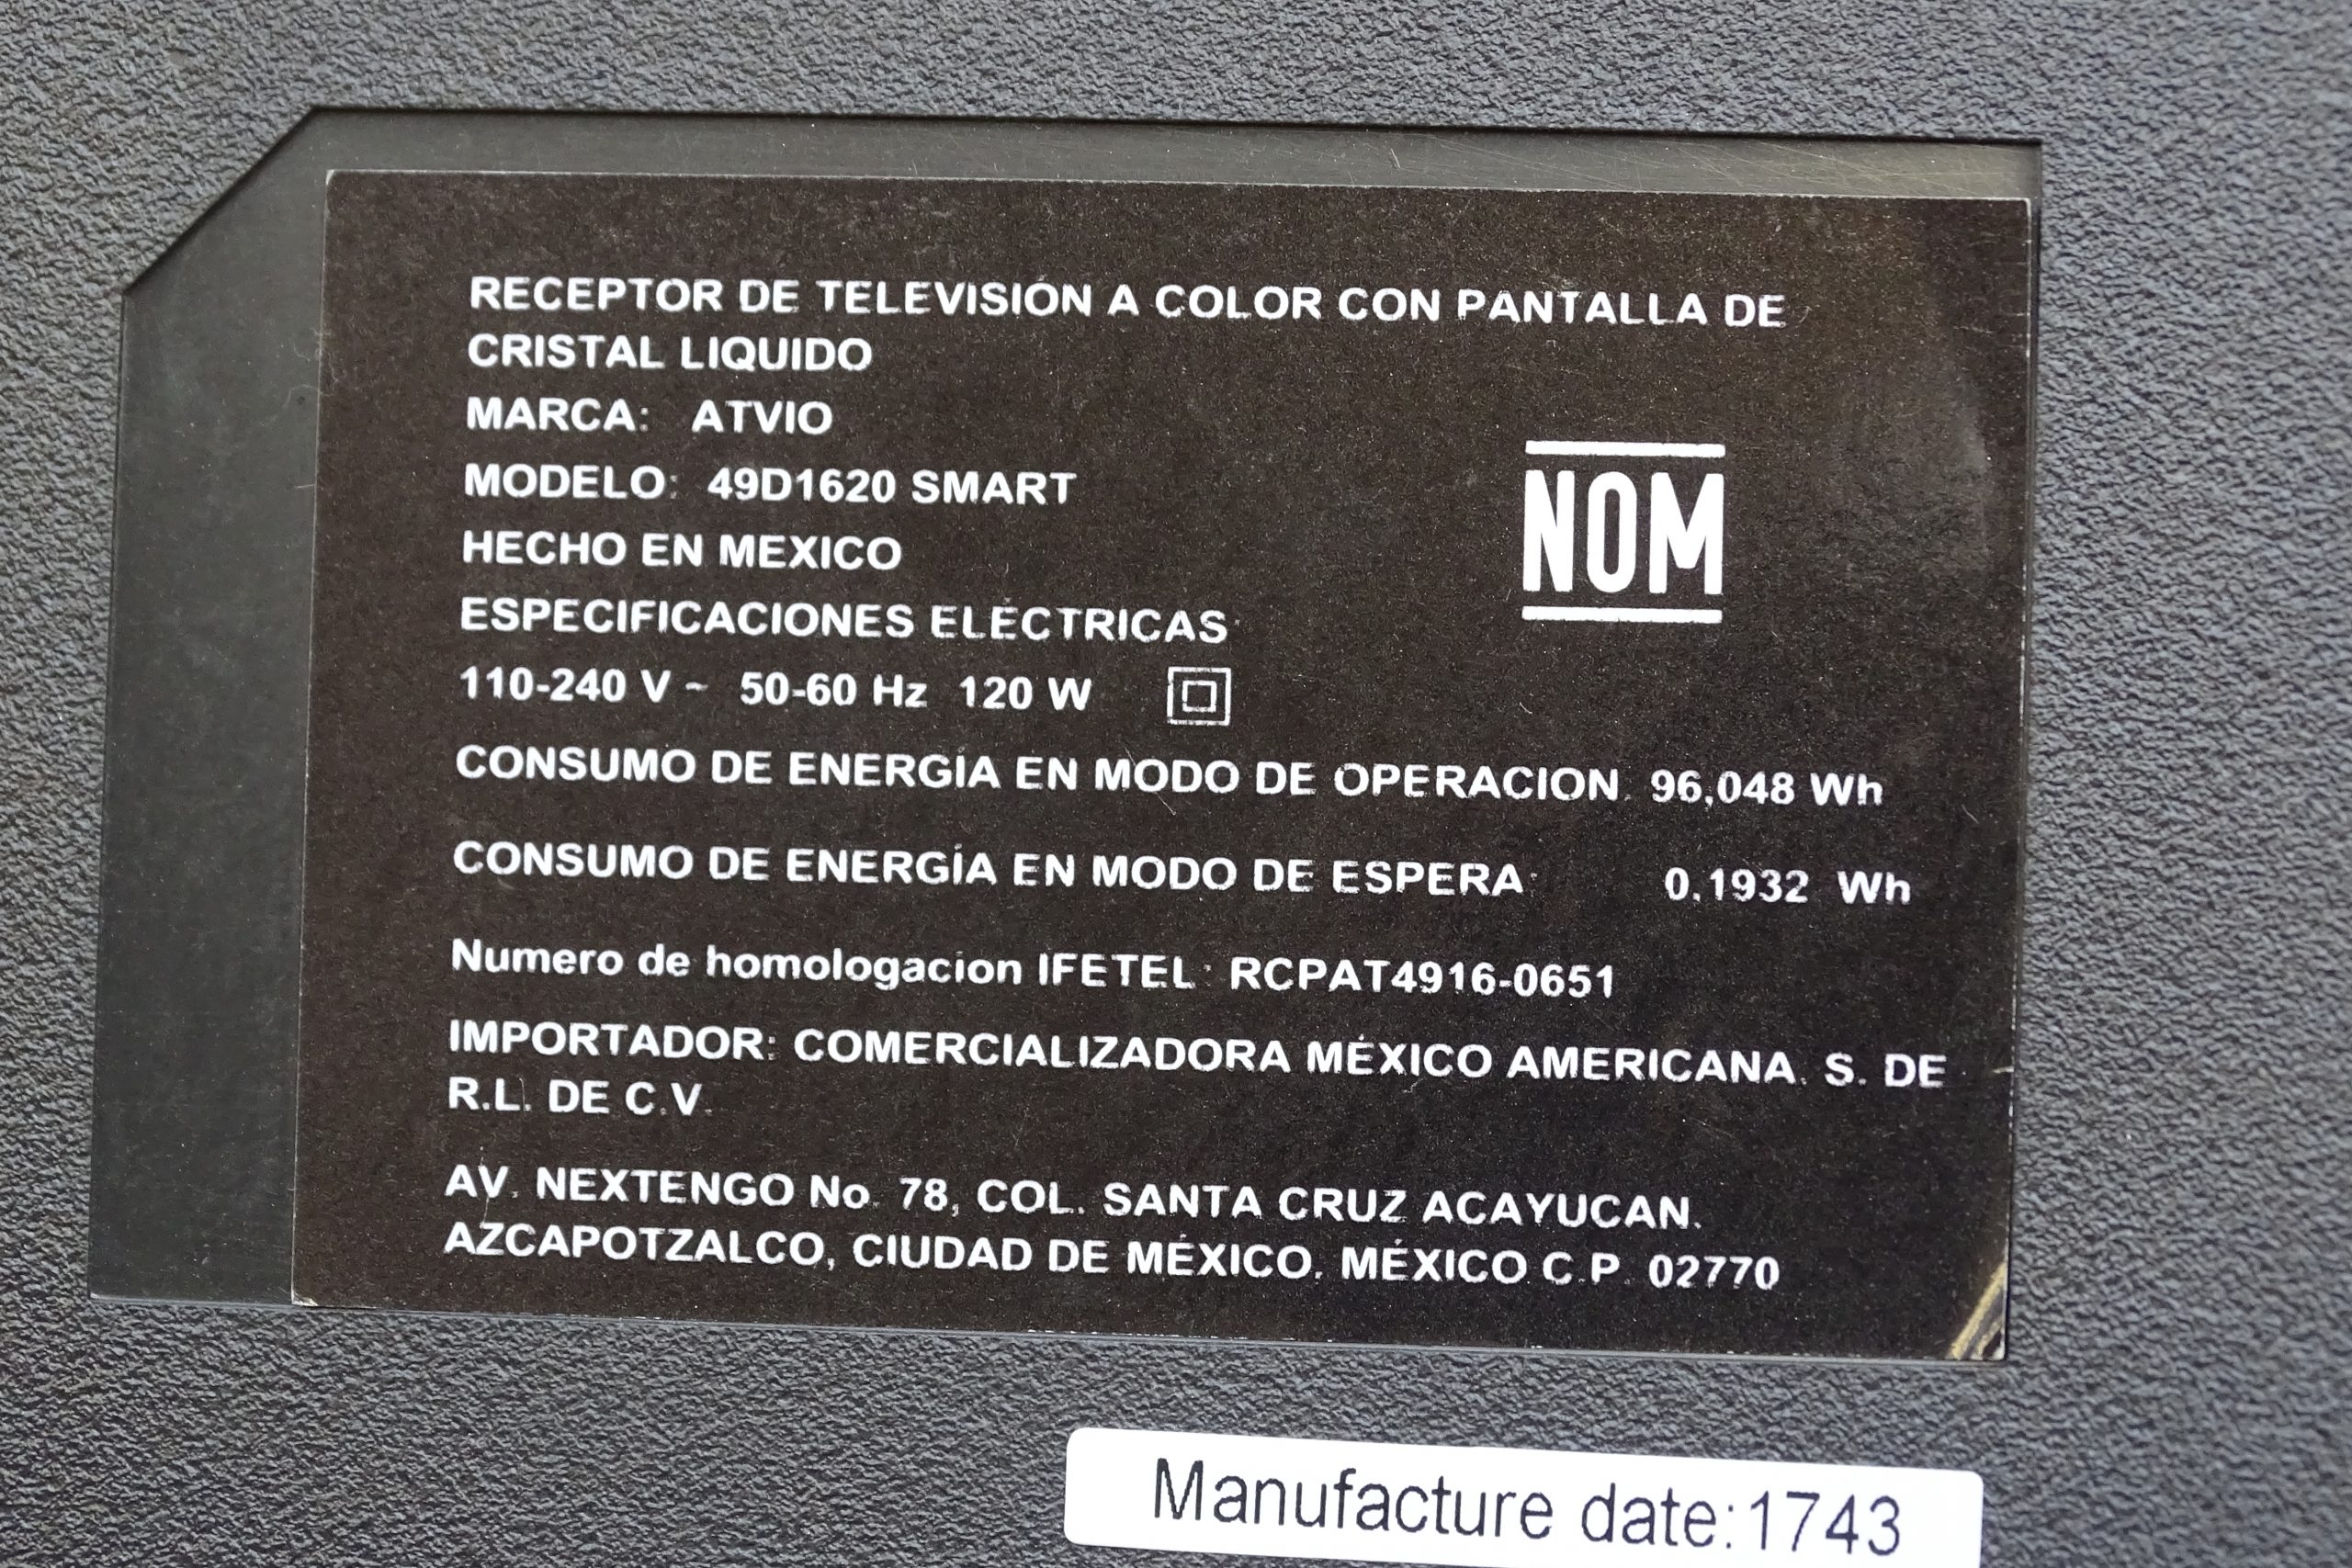 RECEPTOR DE TELEVISIÓN A COLOR CON PANTALLA DE
CRISTAL LIQUIDO
MARCA: ATVIO
MODELO: 49D1620 SMART
NOM
HECHO EN MEXICO
ESPECIFICACIONES ELÉCTRICAS:
110-240 V ~ 50-60 Hz 120 W
CONSUMO DE ENERGÍA EN MODO DE OPERACIÓN: 96,048 Wh
CONSUMO DE ENERGÍA EN MODO DE ESPERA: 0,1932 Wh
Numero de homologacion IFETEL: RCPAT4916-0651
IMPORTADOR: COMERCIALIZADORA MÉXICO AMERICANA, S. DE
R.L. DE C.V.
AV. NEXTENGO No. 78, COL. SANTA CRUZ ACAYUCAN,
AZCAPOTZALCO, CIUDAD DE MÉXICO, MÉXICO C.P. 02770
Manufacture date:1743